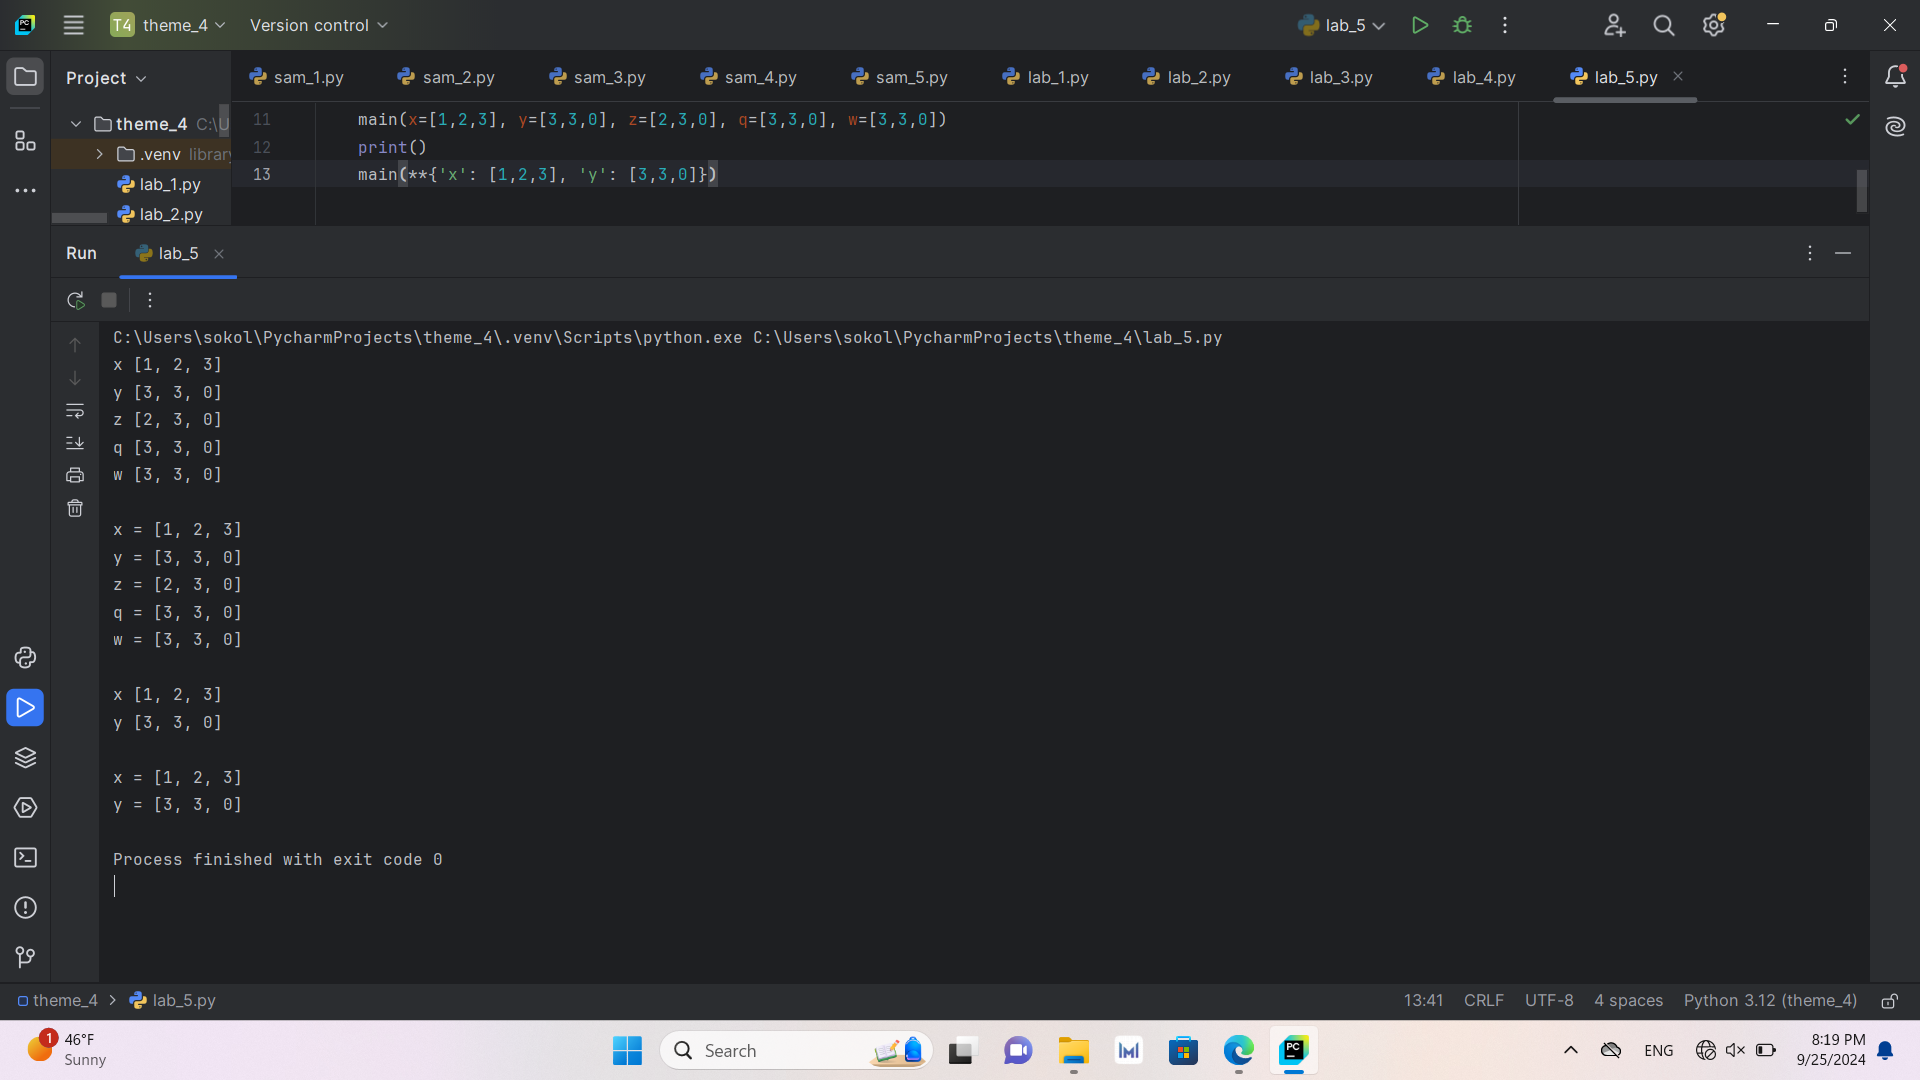 T4 theme_4 Version control lab_5
Project sam_1.py sam_2.py sam_3.py sam_4.py sam_5.py lab_1.py lab_2.py lab_3.py lab_4.py lab_5.py
theme_4 C:\U
.venv library
lab_1.py
lab_2.py
11 main(x=[1,2,3], y=[3,3,0], z=[2,3,0], q=[3,3,0], w=[3,3,0])
12 print()
13 main(**{'x': [1,2,3], 'y': [3,3,0]})
Run lab_5
C:\Users\sokol\PycharmProjects\theme_4\.venv\Scripts\python.exe C:\Users\sokol\PycharmProjects\theme_4\lab_5.py
x [1, 2, 3]
y [3, 3, 0]
z [2, 3, 0]
q [3, 3, 0]
w [3, 3, 0]
x = [1, 2, 3]
y = [3, 3, 0]
z = [2, 3, 0]
q = [3, 3, 0]
w = [3, 3, 0]
x [1, 2, 3]
y [3, 3, 0]
x = [1, 2, 3]
y = [3, 3, 0]
Process finished with exit code 0
theme_4 > lab_5.py 13:41 CRLF UTF-8 4 spaces Python 3.12 (theme_4)
1 46°F
Sunny
Search
PC
ENG
8:19 PM
9/25/2024